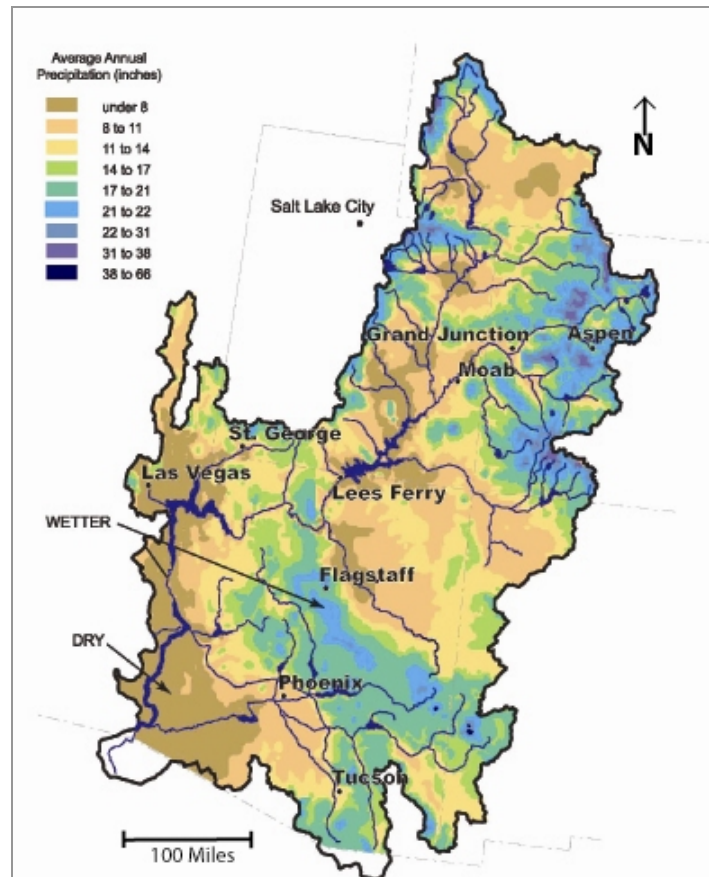 Average Annual
Precipitation (inches)
under 8
8 to 11
11 to 14
14 to 17
17 to 21
21 to 22
22 to 31
31 to 38
38 to 66
N
Salt Lake City
Grand Junction
Aspen
Moab
St. George
Las Vegas
Lees Ferry
WETTER
Flagstaff
DRY
Phoenix
Tucson
100 Miles